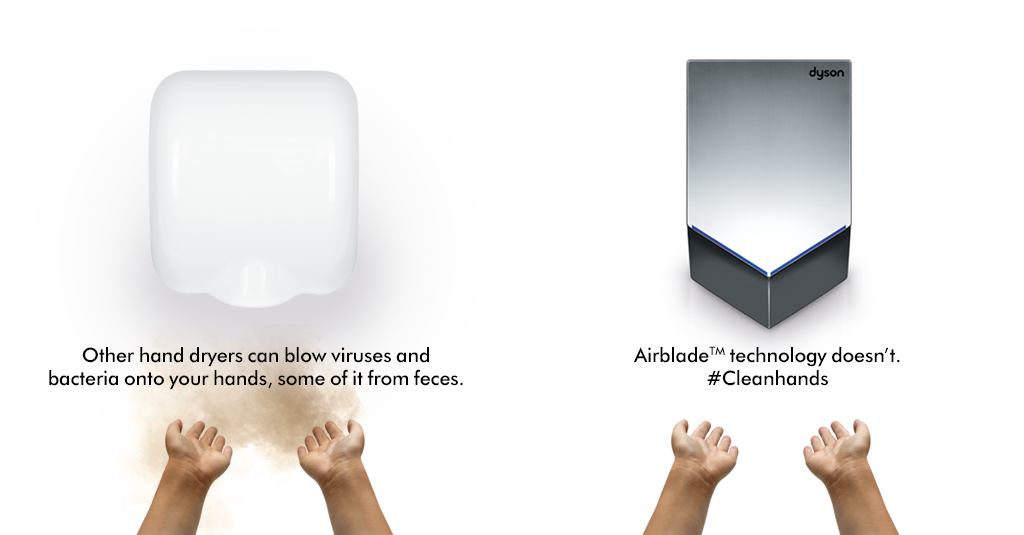 dyson
Other hand dryers can blow viruses and
bacteria onto your hands, some of it from feces.
Airblade™ technology doesn’t.
#Cleanhands